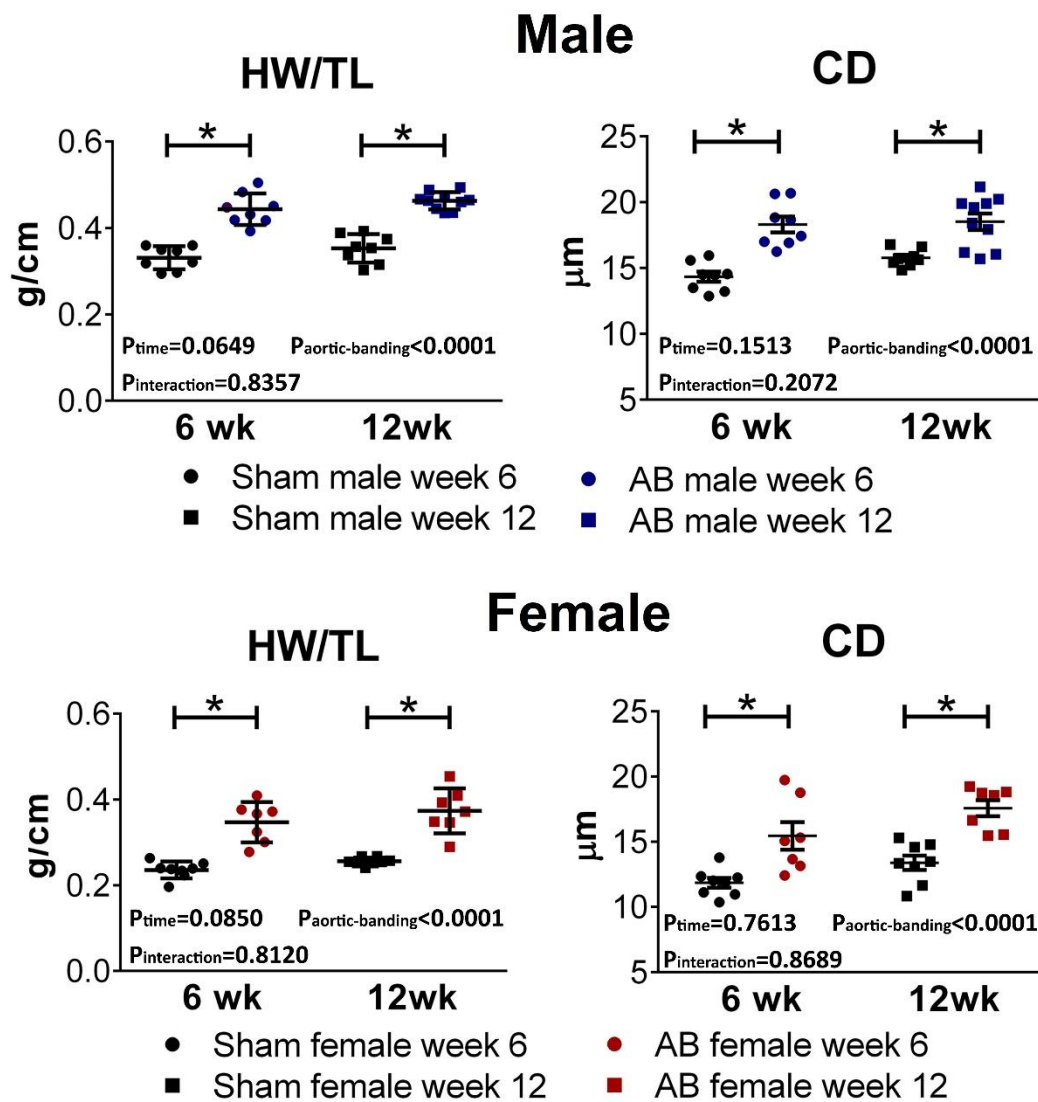 Male
HW/TL
CD
*
*
*
*
0.6
0.4
0.2
0.0
g/cm
25
20
15
10
5
μm
Ptime=0.0649
Paortic-banding<0.0001
Pinteraction=0.8357
Ptime=0.1513
Paortic-banding<0.0001
Pinteraction=0.2072
6 wk
12wk
6 wk
12wk
Sham male week 6
AB male week 6
Sham male week 12
AB male week 12
Female
HW/TL
CD
*
*
*
*
0.6
0.4
0.2
0.0
g/cm
25
20
15
10
5
μm
Ptime=0.0850
Paortic-banding<0.0001
Pinteraction=0.8120
Ptime=0.7613
Paortic-banding<0.0001
Pinteraction=0.8689
6 wk
12wk
6 wk
12wk
Sham female week 6
AB female week 6
Sham female week 12
AB female week 12